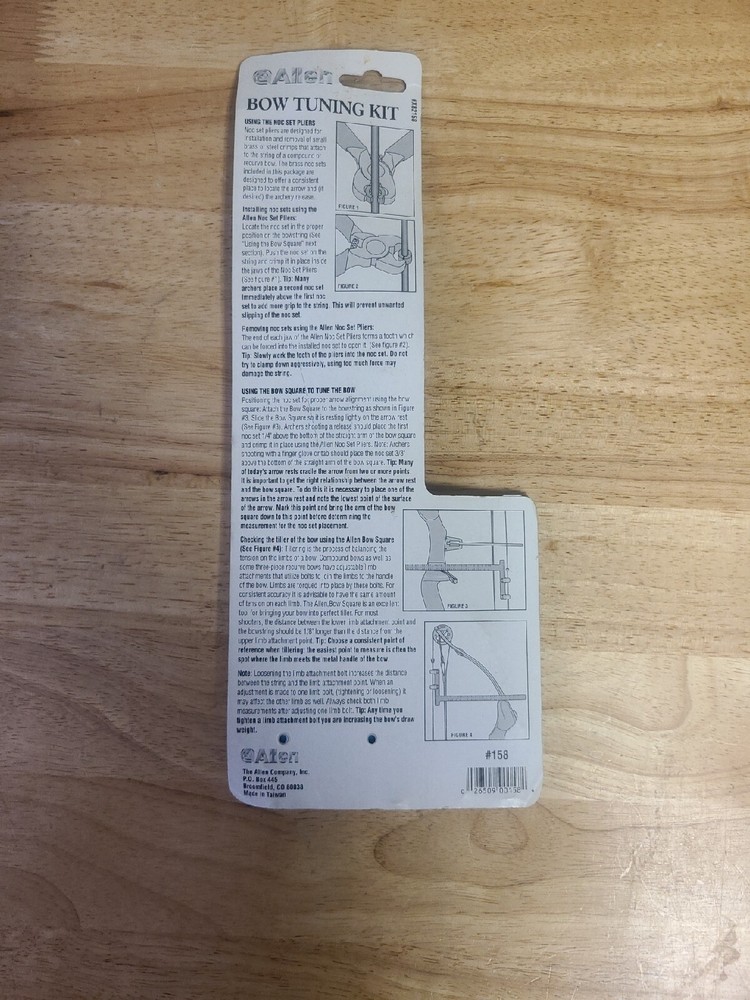 Allen
BOW TUNING KIT
USING THE NOC SET PLIERS
Noc set pliers are designed for
installation and removal of small
brass or steel crimps that attach
to the string of a compound or
recurve bow. The brass noc sets
included in this package are
designed to offer a consistent
place to locate the arrow and (if
desired) the archery release.
FIGURE 1
Installing noc sets using the
Allen Noc Set Pliers:
Locate the noc set in the proper
position on the bowstring (See
"Using the Bow Square" next
section). Push the noc set on the
string and crimp it in place inside
the jaws of the Noc Set Pliers
(See figure #1). Tip: Many
archers place a second noc set
immediately above the first noc
set to add more grip to the string. This will prevent unwanted
slipping of the noc set.
FIGURE 2
Removing noc sets using the Allen Noc Set Pliers:
The end of each jaw of the Allen Noc Set Pliers forms a tooth which
can be forced into the installed noc set to open it. (See figure #2).
Tip: Slowly work the teeth of the pliers into the noc set. Do not
try to clamp down aggressively, using too much force may
damage the string.
USING THE BOW SQUARE TO TUNE THE BOW
Positioning the noc set for proper arrow alignment using the bow
square: Attach the Bow Square to the bowstring as shown in Figure
#3. Slide the Bow Square so it is resting lightly on the arrow rest
(See Figure #3). Archers shooting a release should place the first
noc set 1/4" above the bottom of the straight arm of the bow square
and crimp it in place using the Allen Noc Set Pliers. Note: Archers
shooting with a finger glove or tab should place the noc set 3/8"
above the bottom of the straight arm of the bow square. Tip: Many
of today's arrow rests cradle the arrow from two or more points.
It is important to get the right relationship between the arrow rest
and the bow square. To do this it is necessary to place one of the
arrows in the arrow rest and note the lowest point of the surface
of the arrow. Mark this point and bring the arm of the bow
square down to this point before determining the
measurement for the noc set placement.
FIGURE 3
Checking the tiller of the bow using the Allen Bow Square
(See Figure #4): Tillering is the process of balancing the
tension on the limbs of a bow. Compound bows as well as
some three-piece recurve bows have adjustable limb
attachments that utilize bolts to join the limbs to the handle
of the bow. Limbs are torqued into place by these bolts. For
consistent accuracy it is advisable to have the same amount
of tension on each limb. The Allen Bow Square is an excellent
tool for bringing your bow into perfect tiller. For most
shooters, the distance between the lower limb attachment point and
the bowstring should be 1/8" longer than the distance from the
upper limb attachment point. Tip: Choose a consistent point of
reference when tillering; the easiest point to measure is often the
spot where the limb meets the metal handle of the bow.
Note: Loosening the limb attachment bolt increases the distance
between the string and the limb attachment point. When an
adjustment is made to one limb bolt, (tightening or loosening) it
may affect the other limb as well. Always check both limb
measurements after adjusting one limb bolt. Tip: Any time you
tighten a limb attachment bolt you are increasing the bow's draw
weight.
FIGURE 4
Allen
The Allen Company, Inc.
P.O. Box 445
Broomfield, CO 80038
Made in Taiwan
#158